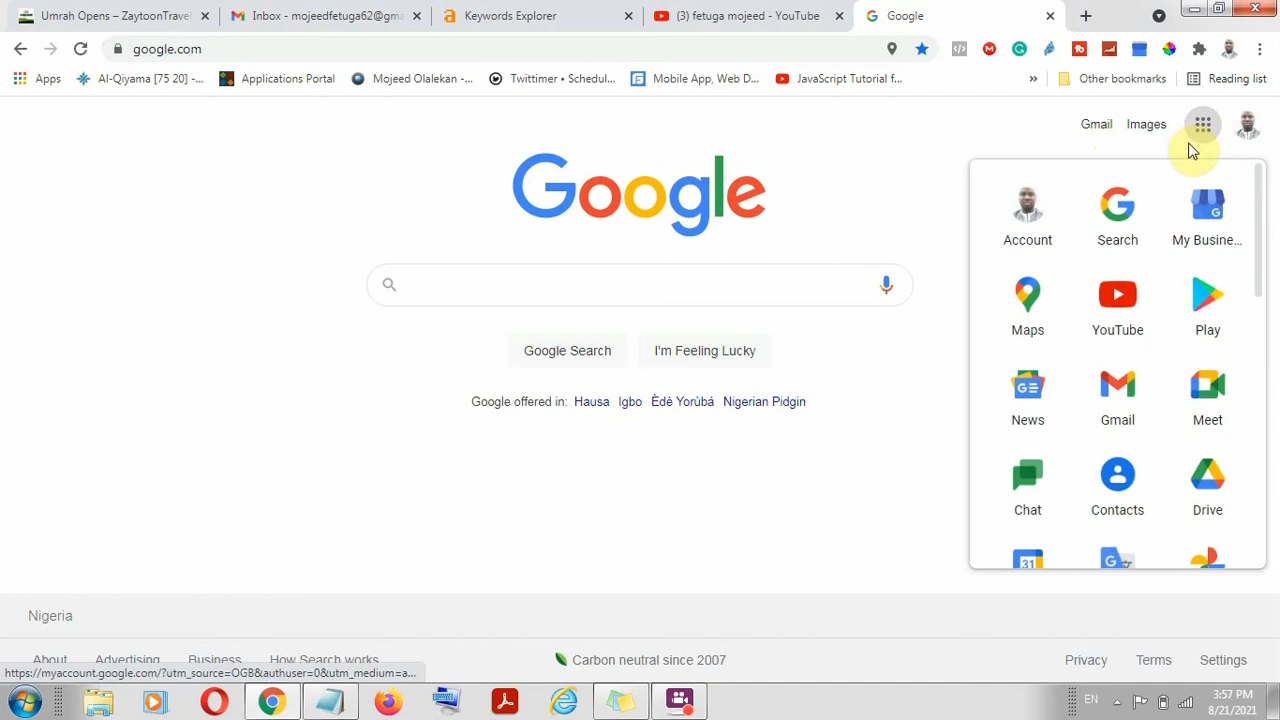 Umrah Opens – ZaytoonTrave
Inbox - mojeedfetuga62@gm
Keywords Explorer
(3) fetuga mojeed - YouTube
Google
google.com
Apps
Al-Qiyama [75 20] -...
Applications Portal
Mojeed Olalekan -...
Twittimer • Schedul...
Mobile App, Web D...
JavaScript Tutorial f...
»
Other bookmarks
Reading list
Gmail
Images
Google
Google Search
I'm Feeling Lucky
Google offered in: Hausa Igbo Èdè Yorùbá Nigerian Pidgin
Account
Search
My Busine...
Maps
YouTube
Play
News
Gmail
Meet
Chat
Contacts
Drive
31
Nigeria
About
Advertising
Business
How Search works
Carbon neutral since 2007
Privacy
Terms
Settings
https://myaccount.google.com/?utm_source=OGB&authuser=0&utm_medium=a...
EN
3:57 PM
8/21/2021